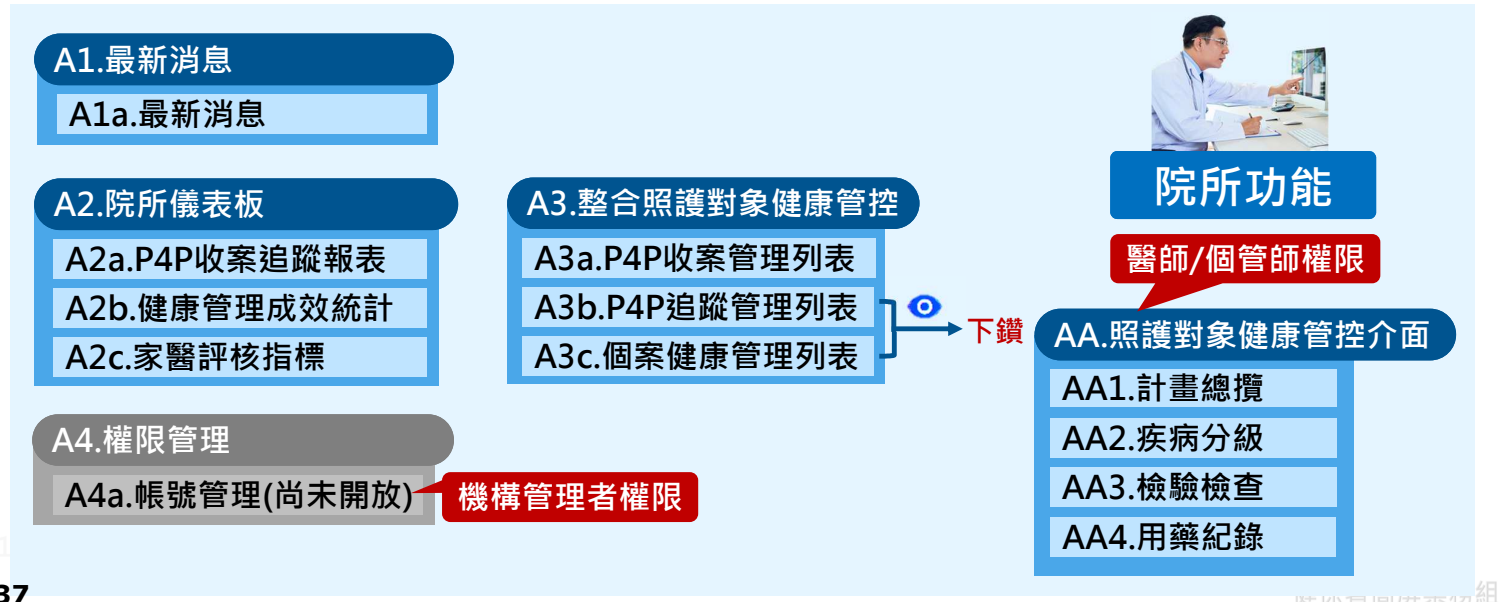 A1.最新消息
A1a.最新消息
A2.院所儀表板
A2a.P4P收案追蹤報表
A2b.健康管理成效統計
A2c.家醫評核指標
A3.整合照護對象健康管控
A3a.P4P收案管理列表
A3b.P4P追蹤管理列表
A3c.個案健康管理列表
下鑽
院所功能
醫師/個管師權限
AA.照護對象健康管控介面
AA1.計畫總攬
AA2.疾病分級
AA3.檢驗檢查
AA4.用藥紀錄
A4.權限管理
A4a.帳號管理(尚未開放)
機構管理者權限
37